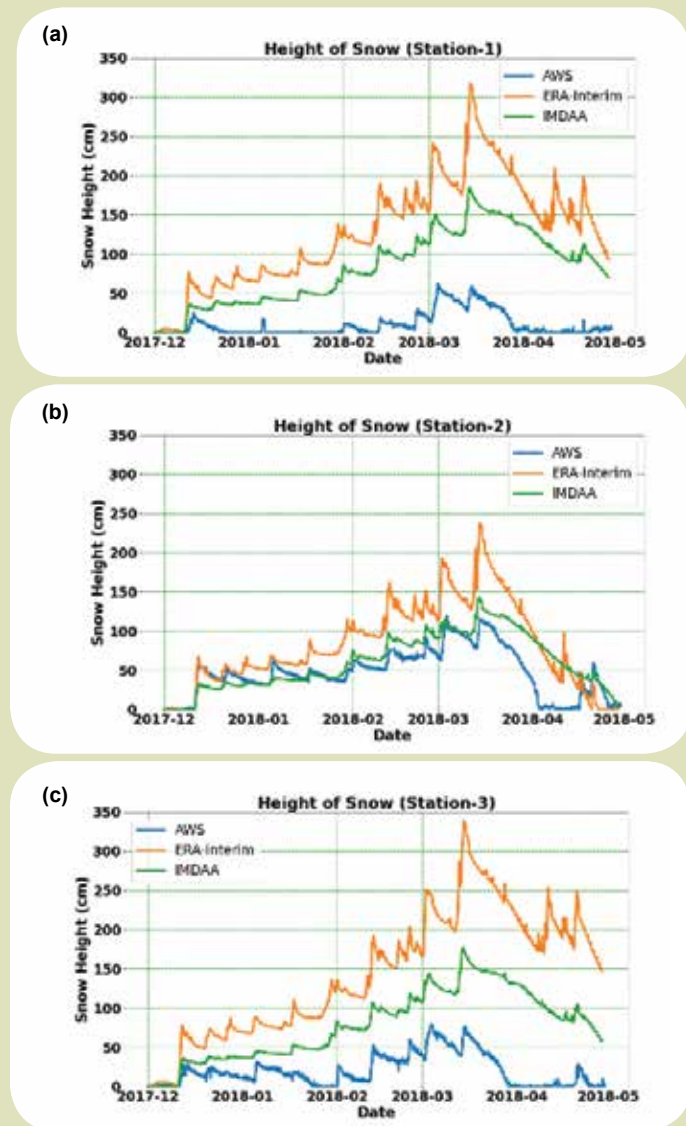 (a)
Height of Snow (Station-1)
350
300
250
200
150
100
50
0
Snow Height (cm)
AWS
ERA-Interim
IMDAA
2017-12 2018-01 2018-02 2018-03 2018-04 2018-05
Date
(b)
Height of Snow (Station-2)
350
300
250
200
150
100
50
0
Snow Height (cm)
AWS
ERA-Interim
IMDAA
2017-12 2018-01 2018-02 2018-03 2018-04 2018-05
Date
(c)
Height of Snow (Station-3)
350
300
250
200
150
100
50
0
Snow Height (cm)
AWS
ERA-Interim
IMDAA
2017-12 2018-01 2018-02 2018-03 2018-04 2018-05
Date